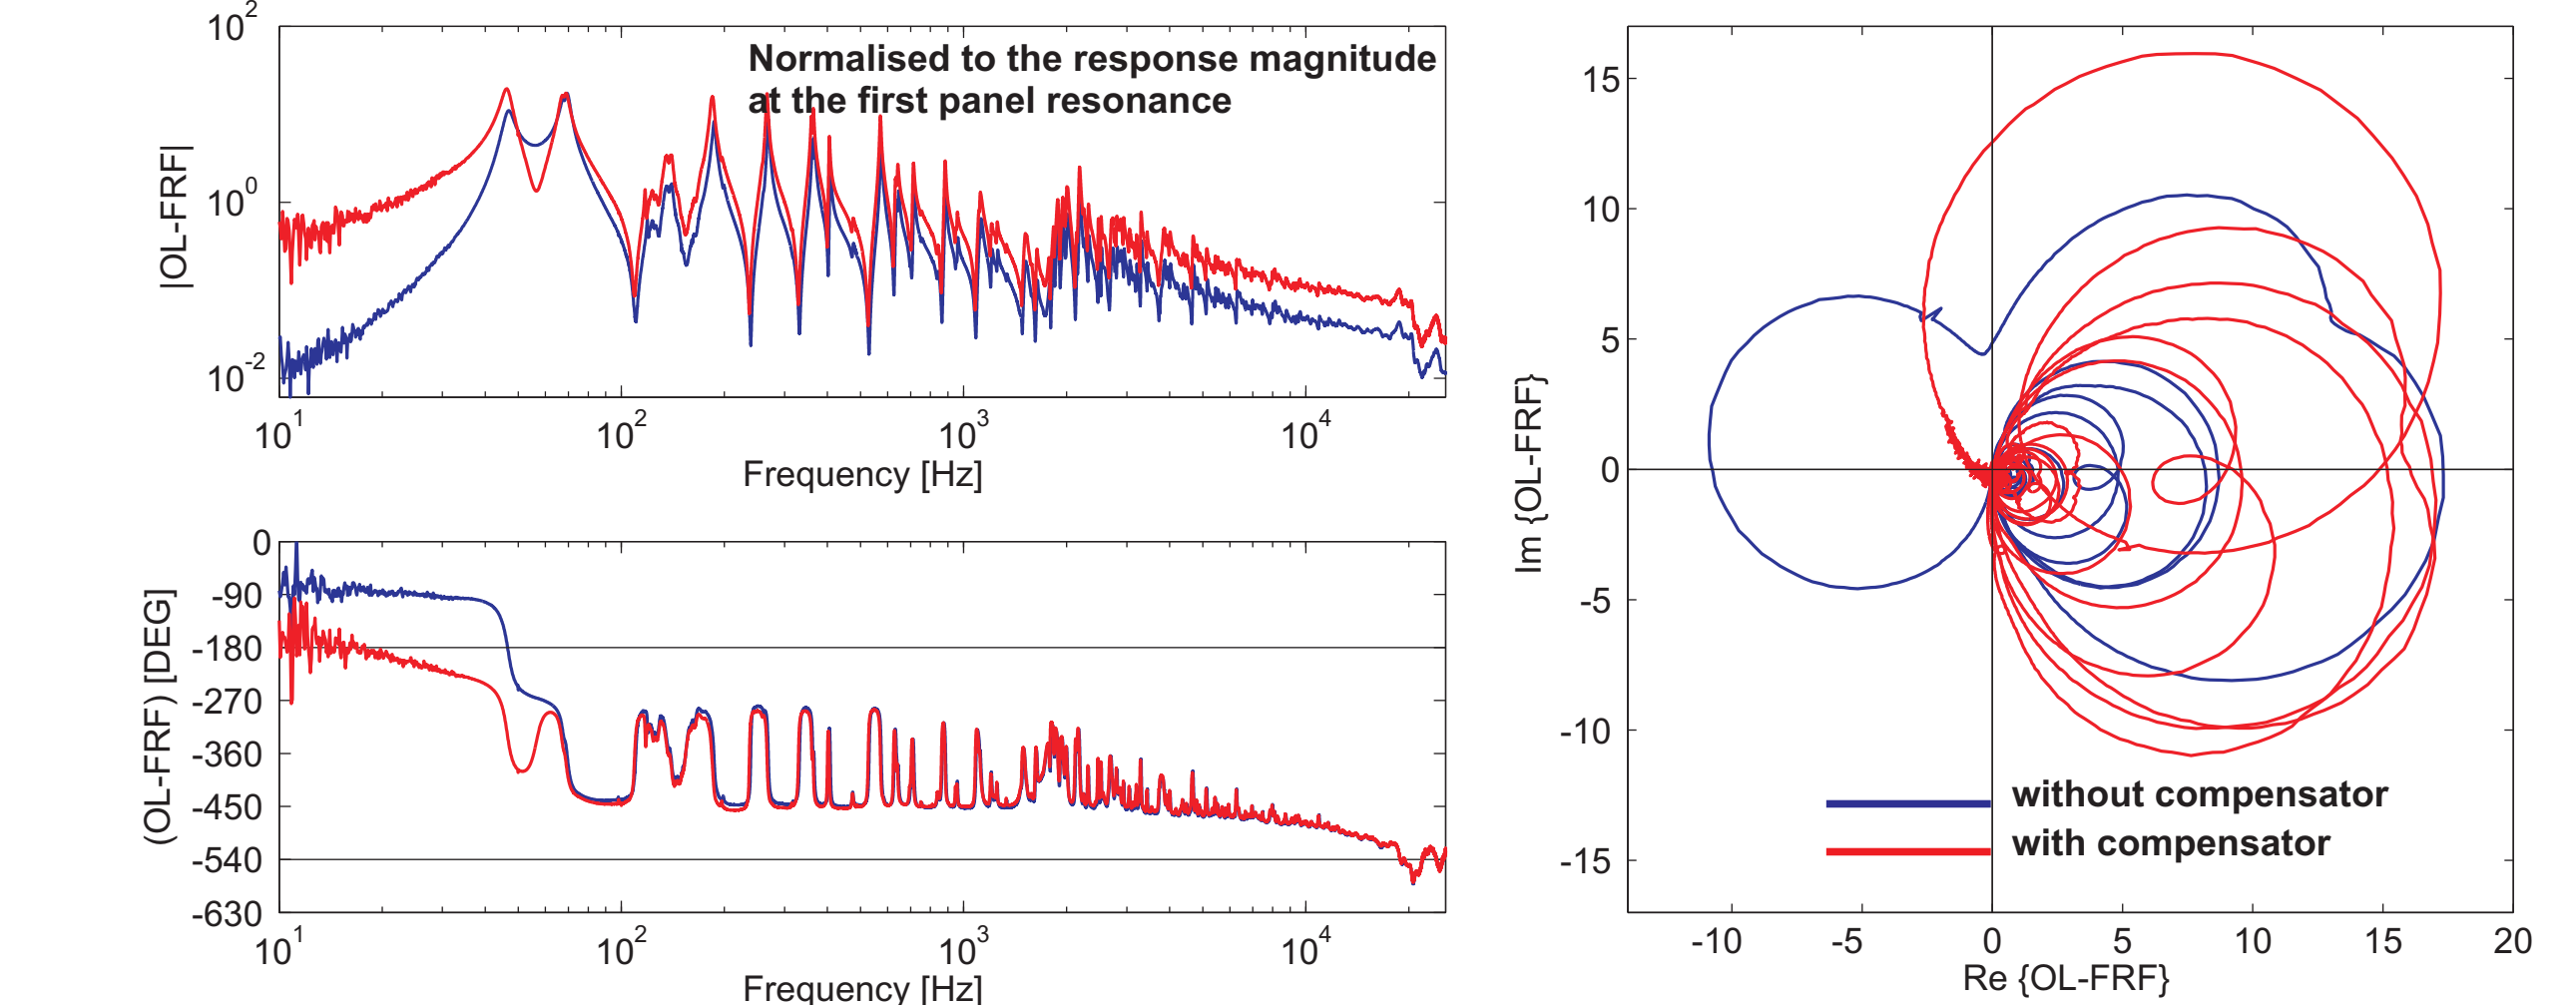 Normalised to the response magnitude
at the first panel resonance
|OL-FRF|
10^2
10^0
10^-2
10^1 10^2 10^3 10^4
Frequency [Hz]
(OL-FRF) [DEG]
0
-90
-180
-270
-360
-450
-540
-630
10^1 10^2 10^3 10^4
Frequency [Hz]
Im {OL-FRF}
15
10
5
0
-5
-10
-15
without compensator
with compensator
-10 -5 0 5 10 15 20
Re {OL-FRF}